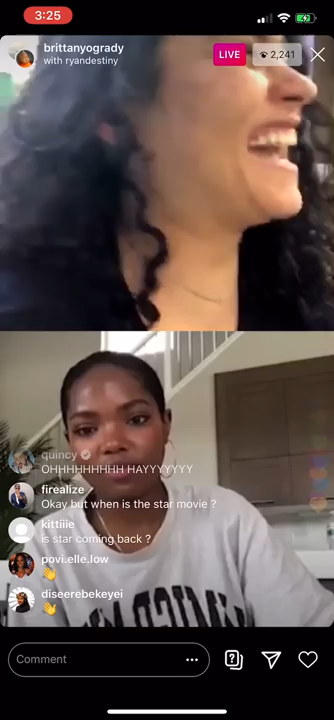 3:25
brittanyogrady
with ryandestiny
LIVE
2,241
quincy
OHHHHHHHHH HAYYYYYYY
firealize
Okay but when is the star movie ?
kittiiie
is star coming back ?
povi.elle.low
diseerebekeyei
Comment